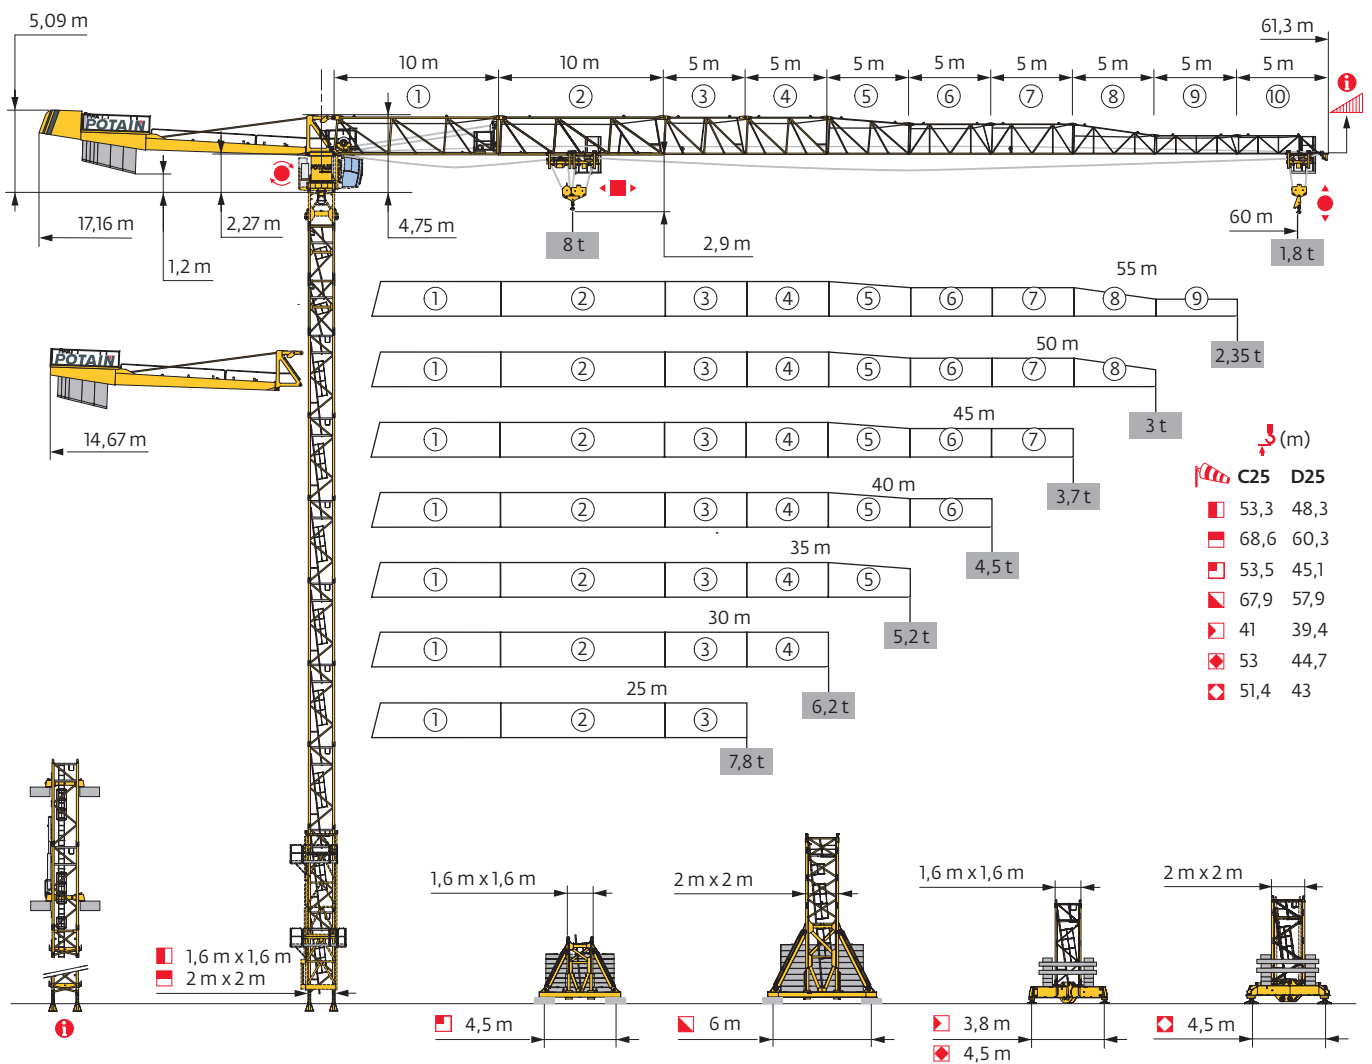 5,09 m
61,3 m
10 m 10 m 5 m 5 m 5 m 5 m 5 m 5 m 5 m 5 m
1 2 3 4 5 6 7 8 9 10
i
POTAIN
POTAIN
17,16 m
2,27 m
4,75 m
1,2 m
8 t
2,9 m
60 m
1,8 t
55 m
1 2 3 4 5 6 7 8 9
2,35 t
50 m
1 2 3 4 5 6 7 8
3 t
POTAIN
14,67 m
45 m
1 2 3 4 5 6 7
3,7 t
40 m
1 2 3 4 5 6
4,5 t
35 m
1 2 3 4 5
5,2 t
30 m
1 2 3 4
6,2 t
25 m
1 2 3
7,8 t
(m)
C25 D25
53,3 48,3
68,6 60,3
53,5 45,1
67,9 57,9
41 39,4
53 44,7
51,4 43
i
1,6 m x 1,6 m
2 m x 2 m
1,6 m x 1,6 m
4,5 m
2 m x 2 m
6 m
1,6 m x 1,6 m
3,8 m
4,5 m
2 m x 2 m
4,5 m